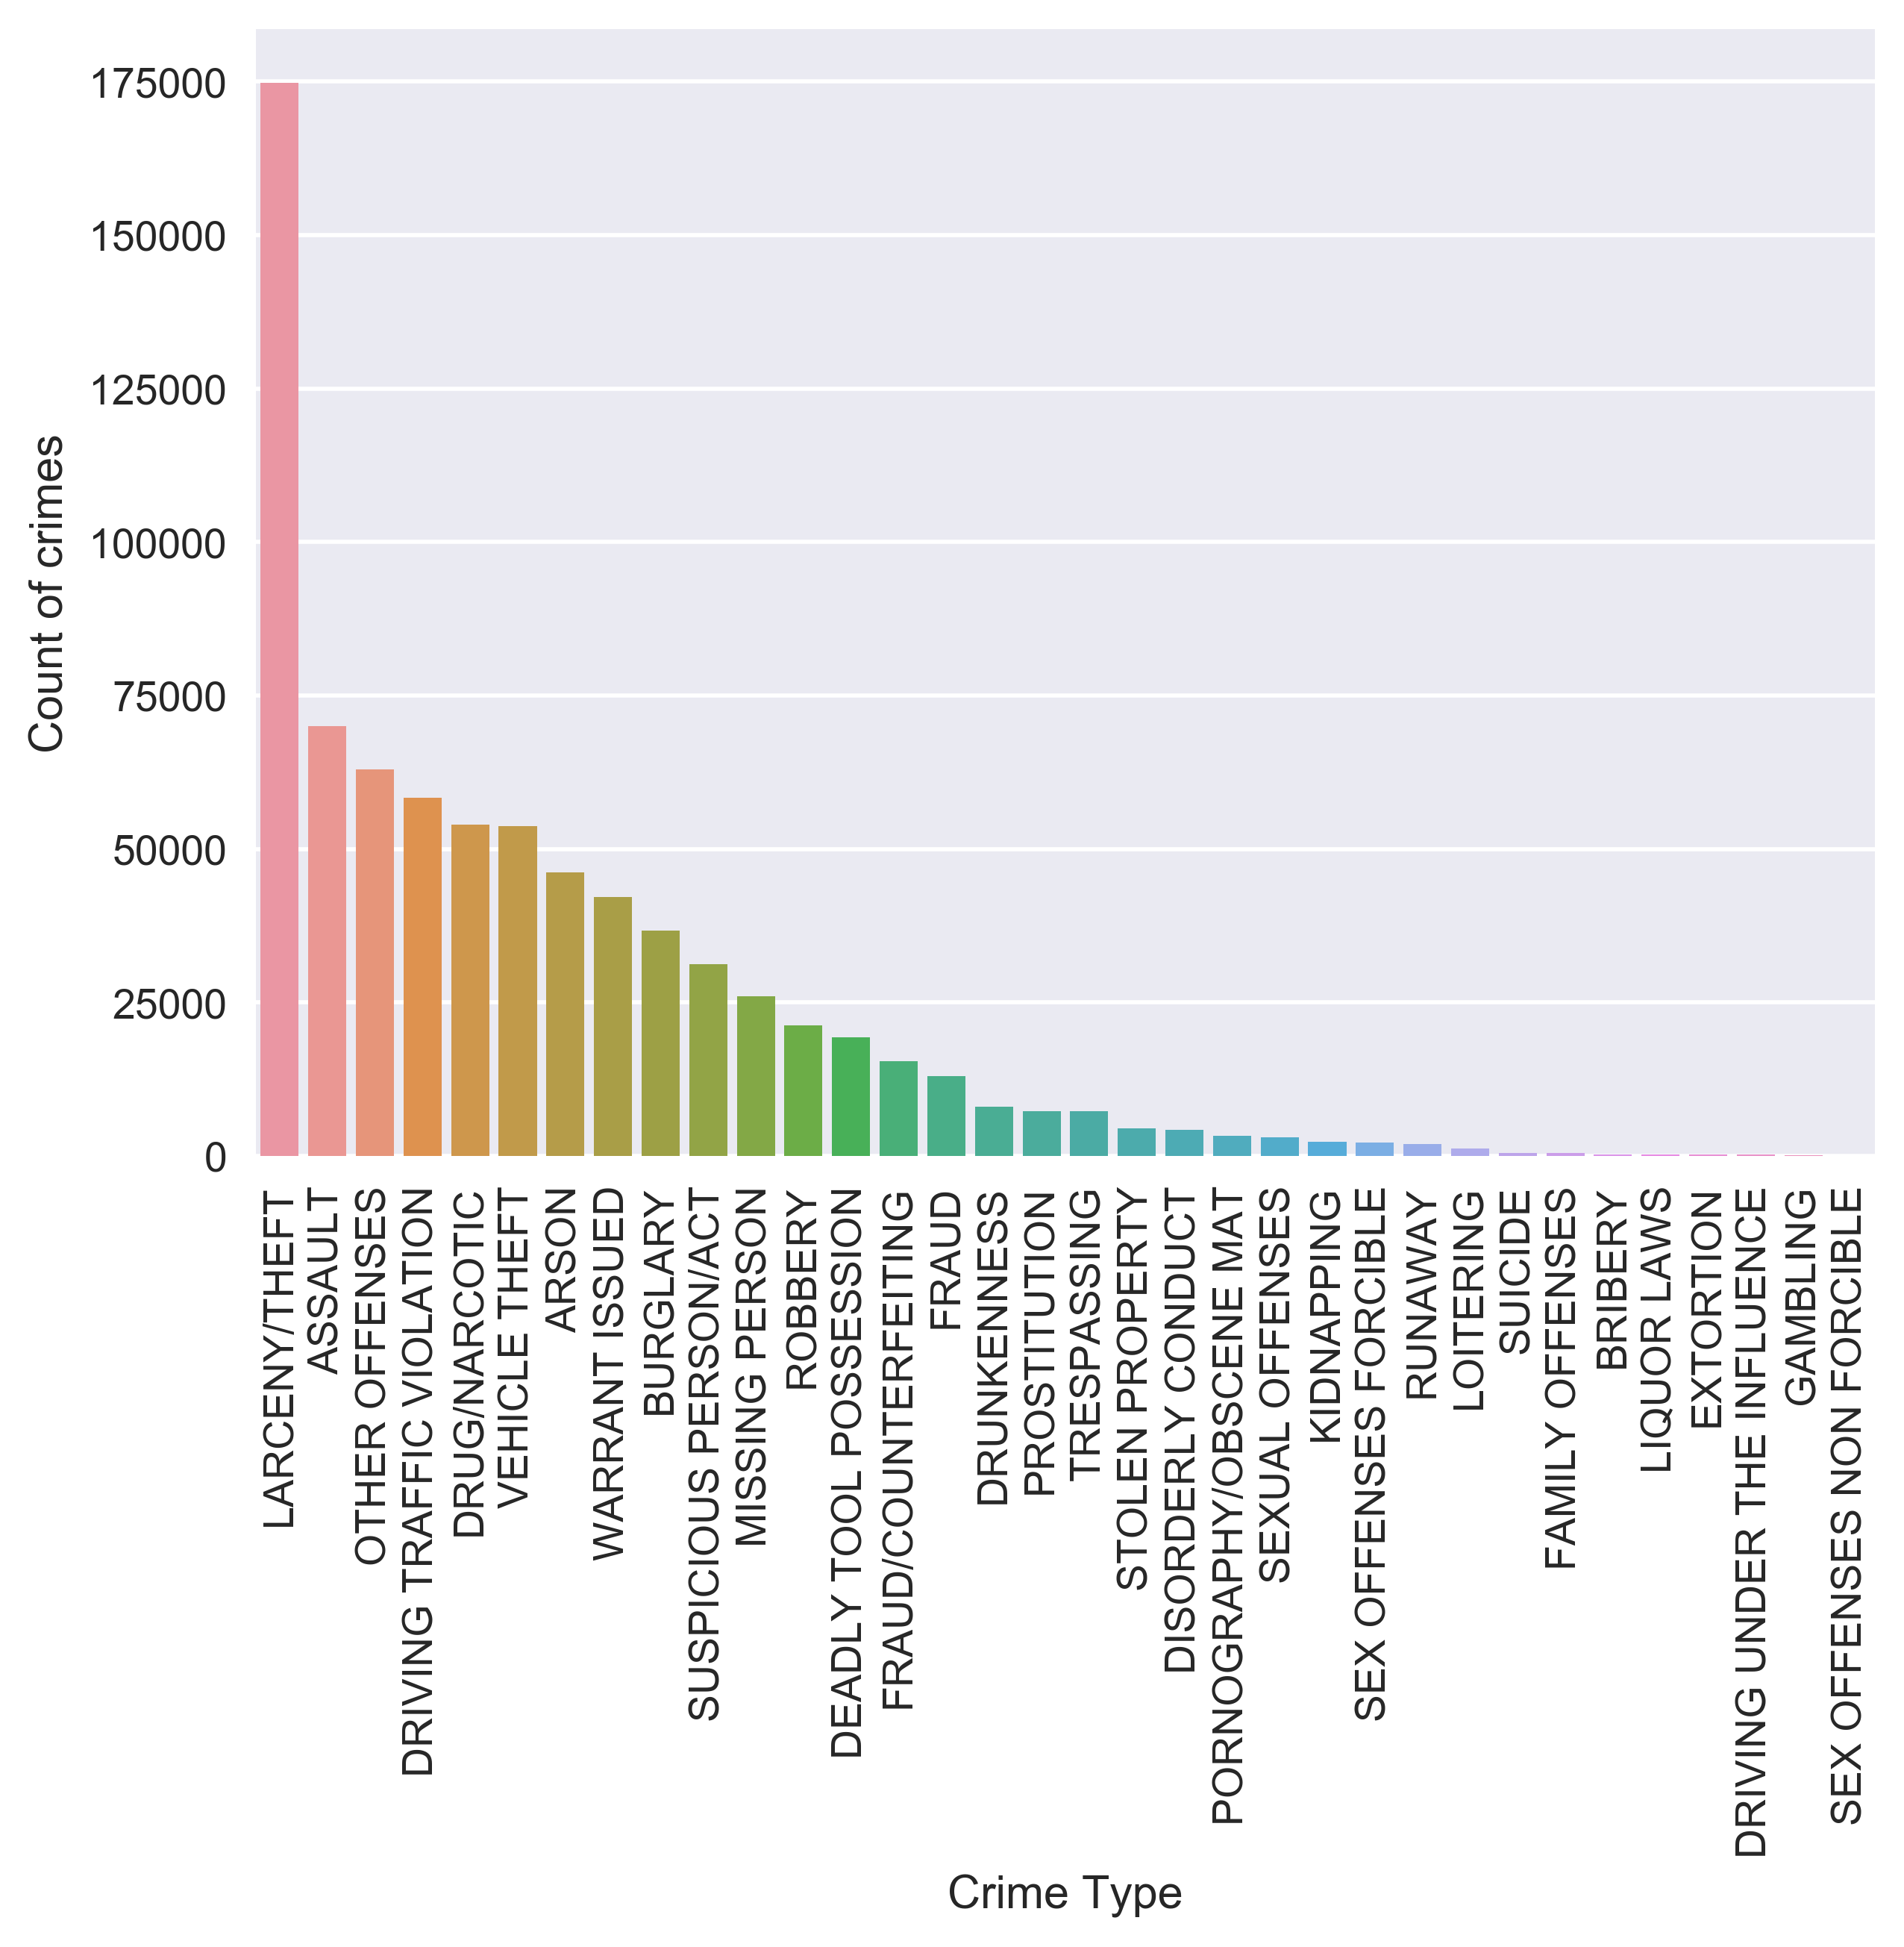 175000
150000
125000
100000
75000
50000
25000
0
Count of crimes
LARCENY/THEFT
ASSAULT
OTHER OFFENSES
DRIVING TRAFFIC VIOLATION
DRUG/NARCOTIC
VEHICLE THEFT
ARSON
WARRANT ISSUED
BURGLARY
SUSPICIOUS PERSON/ACT
MISSING PERSON
ROBBERY
DEADLY TOOL POSSESSION
FRAUD/COUNTERFEITING
FRAUD
DRUNKENNESS
PROSTITUTION
TRESPASSING
STOLEN PROPERTY
DISORDERLY CONDUCT
PORNOGRAPHY/OBSCENE MAT
SEXUAL OFFENSES
KIDNAPPING
SEX OFFENSES FORCIBLE
RUNAWAY
LOITERING
SUICIDE
FAMILY OFFENSES
BRIBERY
LIQUOR LAWS
EXTORTION
DRIVING UNDER THE INFLUENCE
GAMBLING
SEX OFFENSES NON FORCIBLE
Crime Type